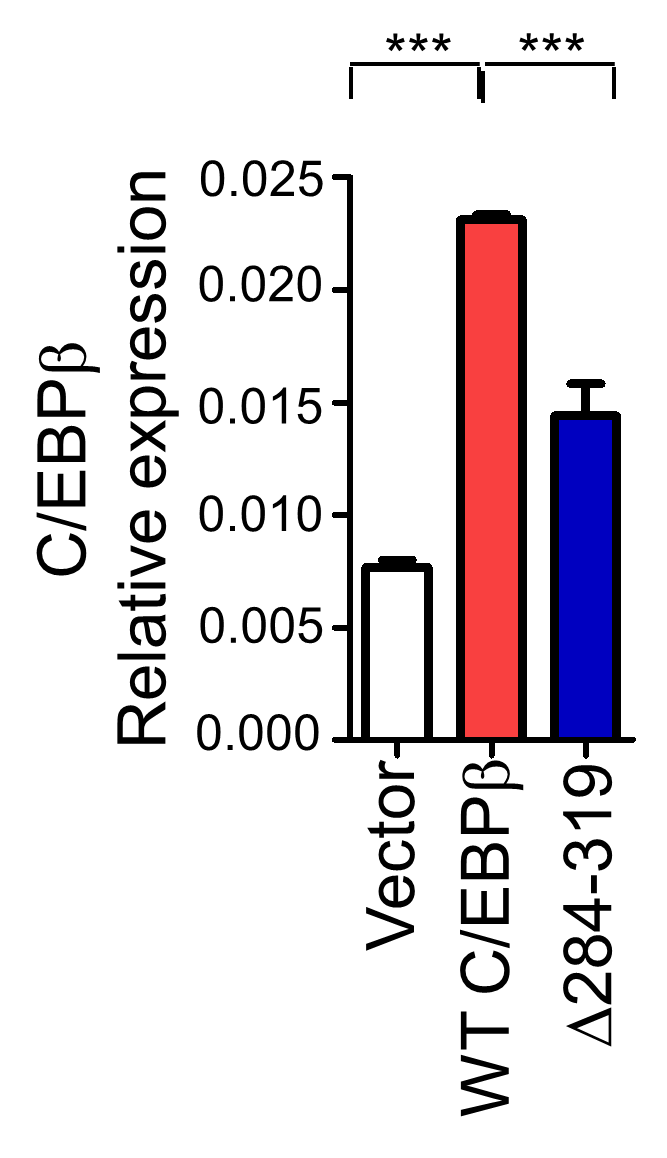 *** ***
C/EBPβ
Relative expression
0.025
0.020
0.015
0.010
0.005
0.000
Vector
WT C/EBPβ
Δ284-319